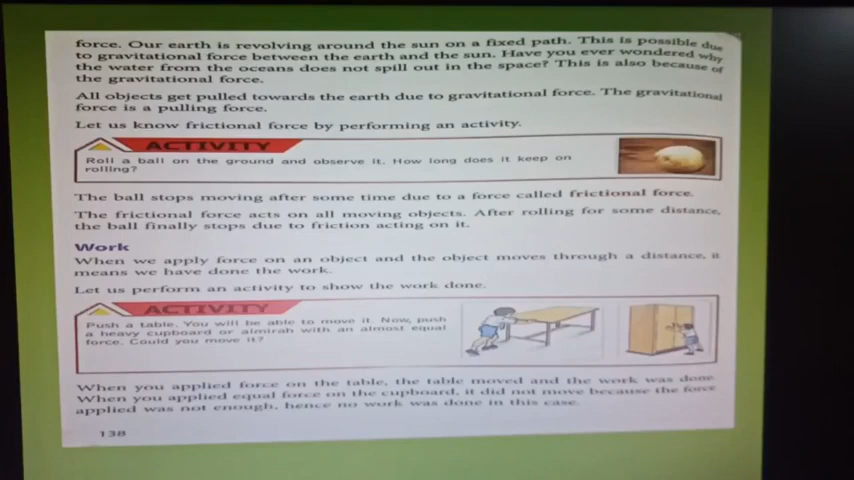 force. Our earth is revolving around the sun on a fixed path. This is possible due
to gravitational force between the earth and the sun. Have you ever wondered why
the water from the oceans does not spill out in the space? This is also because of
the gravitational force.
All objects get pulled towards the earth due to gravitational force. The gravitational
force is a pulling force.
Let us know frictional force by performing an activity.
ACTIVITY
Roll a ball on the ground and observe it. How long does it keep on
rolling?
The ball stops moving after some time due to a force called frictional force.
The frictional force acts on all moving objects. After rolling for some distance,
the ball finally stops due to friction acting on it.
Work
When we apply force on an object and the object moves through a distance, it
means we have done the work.
Let us perform an activity to show the work done.
ACTIVITY
Push a table. You will be able to move it. Now, push
a heavy cupboard or almirah with an almost equal
force. Could you move it?
When you applied force on the table, the table moved and the work was done
When you applied equal force on the cupboard, it did not move because the force
applied was not enough, hence no work was done in this case.
138